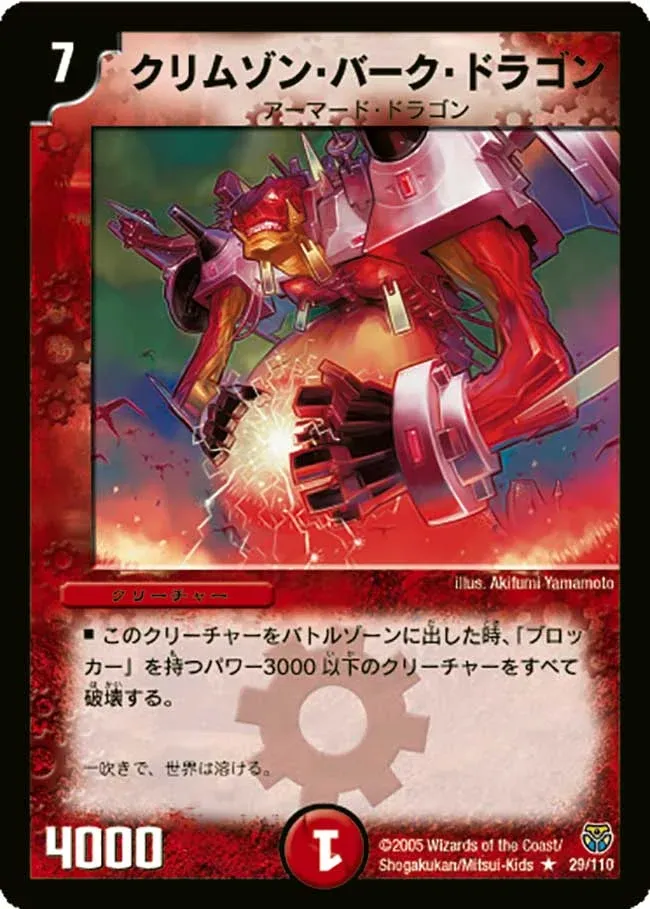 7
クリムゾン・バーク・ドラゴン
アーマード・ドラゴン
illus. Akifumi Yamamoto
クリーチャー
■ このクリーチャーをバトルゾーンに出した時、「ブロッ
カー」を持つパワー3000以下のクリーチャーをすべて
破壊する。
一吹きで、世界は溶ける。
4000
1
©2005 Wizards of the Coast/
Shogakukan/Mitsui-Kids ★ 29/110